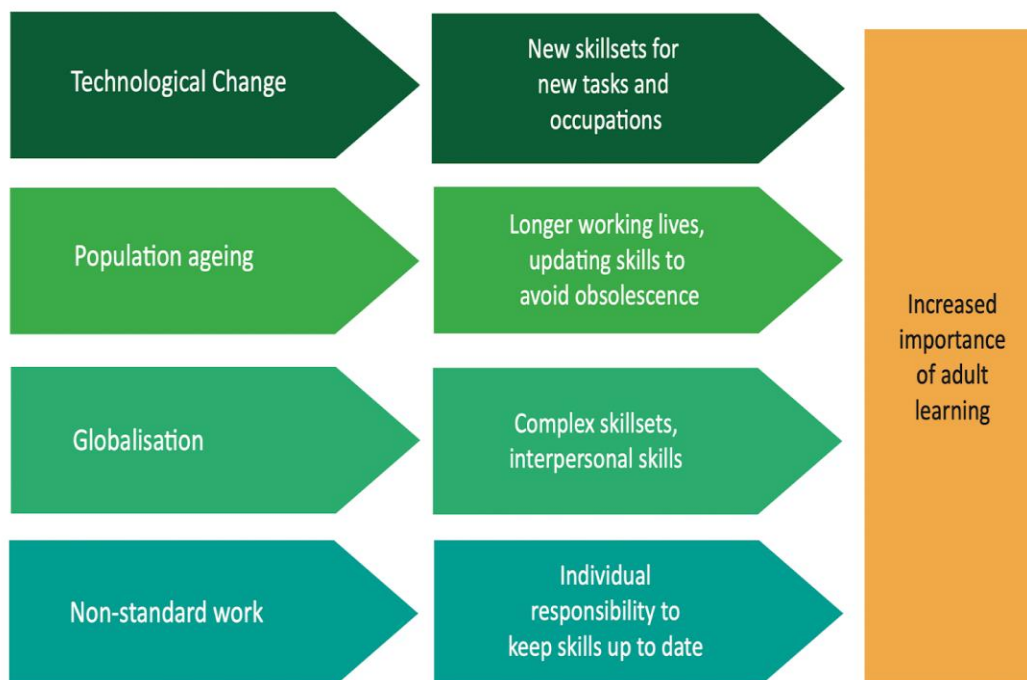 Technological Change
New skillsets for
new tasks and
occupations
Population ageing
Longer working lives,
updating skills to
avoid obsolescence
Globalisation
Complex skillsets,
interpersonal skills
Non-standard work
Individual
responsibility to
keep skills up to date
Increased
importance
of adult
learning